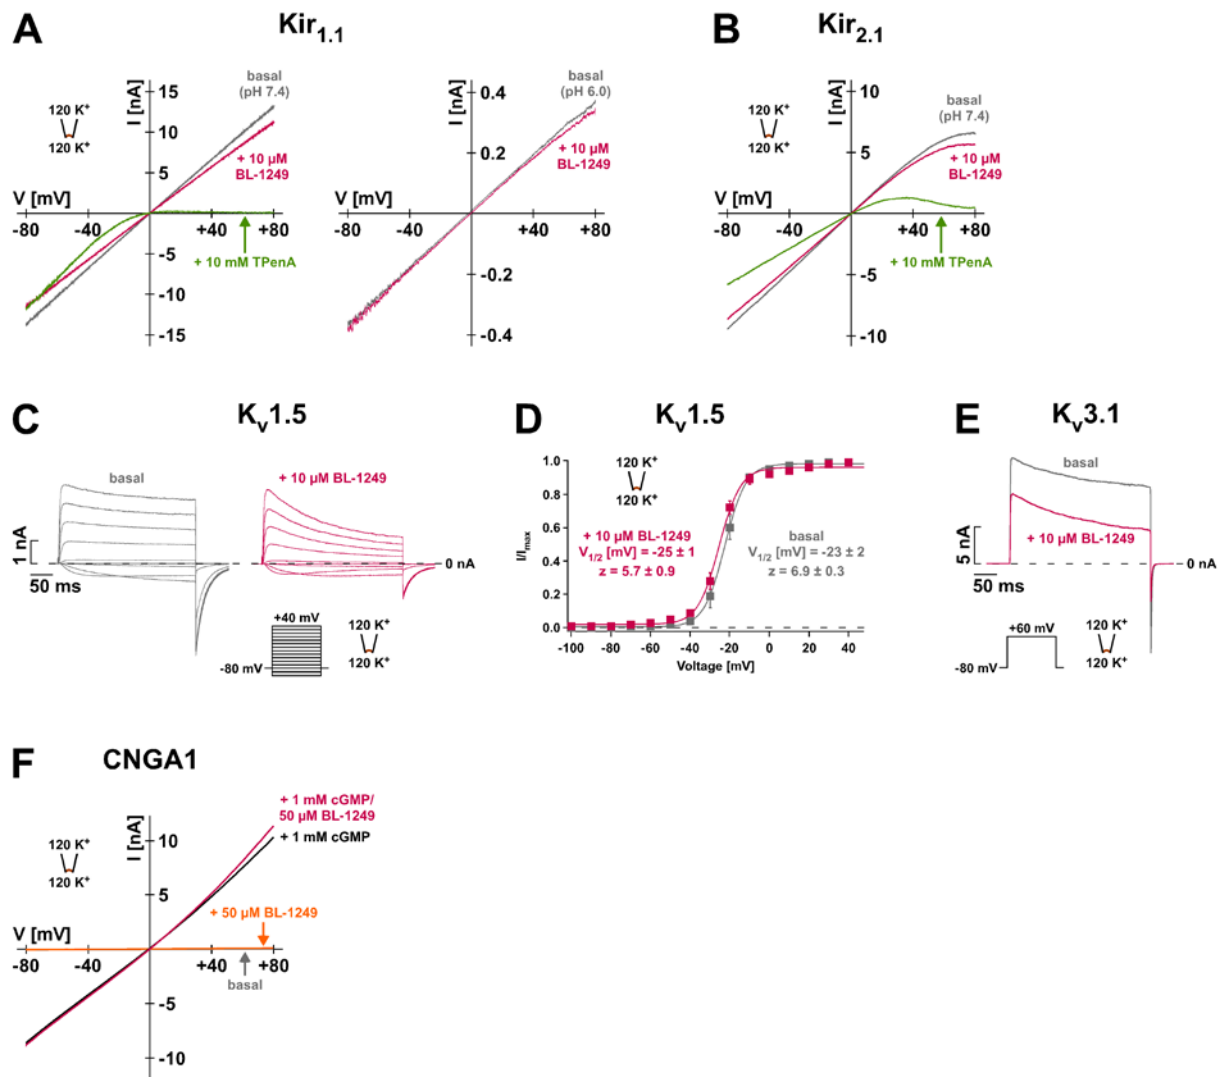 A
Kir1.1
I [nA]
15
10
5
-5
-10
-15
V [mV]
-80
-40
+40
+80
120 K+
120 K+
basal
(pH 7.4)
+ 10 µM
BL-1249
+ 10 mM TPenA
I [nA]
0.4
0.2
-0.2
-0.4
V [mV]
-80
-40
+40
+80
basal
(pH 6.0)
+ 10 µM
BL-1249
B
Kir2.1
I [nA]
10
5
-5
-10
V [mV]
-80
-40
+40
+80
120 K+
120 K+
basal
(pH 7.4)
+ 10 µM
BL-1249
+ 10 mM TPenA
C
Kv1.5
basal
+ 10 µM BL-1249
1 nA
50 ms
0 nA
+40 mV
-80 mV
120 K+
120 K+
D
Kv1.5
I/Imax
1.0
0.8
0.6
0.4
0.2
0.0
-100
-80
-60
-40
-20
0
20
40
Voltage [mV]
120 K+
120 K+
+ 10 µM BL-1249
V1/2 [mV] = -25 ± 1
z = 5.7 ± 0.9
basal
V1/2 [mV] = -23 ± 2
z = 6.9 ± 0.3
E
Kv3.1
basal
+ 10 µM BL-1249
5 nA
50 ms
0 nA
+60 mV
-80 mV
120 K+
120 K+
F
CNGA1
I [nA]
10
5
-5
-10
V [mV]
-80
-40
+40
+80
120 K+
120 K+
+ 1 mM cGMP/
50 µM BL-1249
+ 1 mM cGMP
+ 50 µM BL-1249
basal